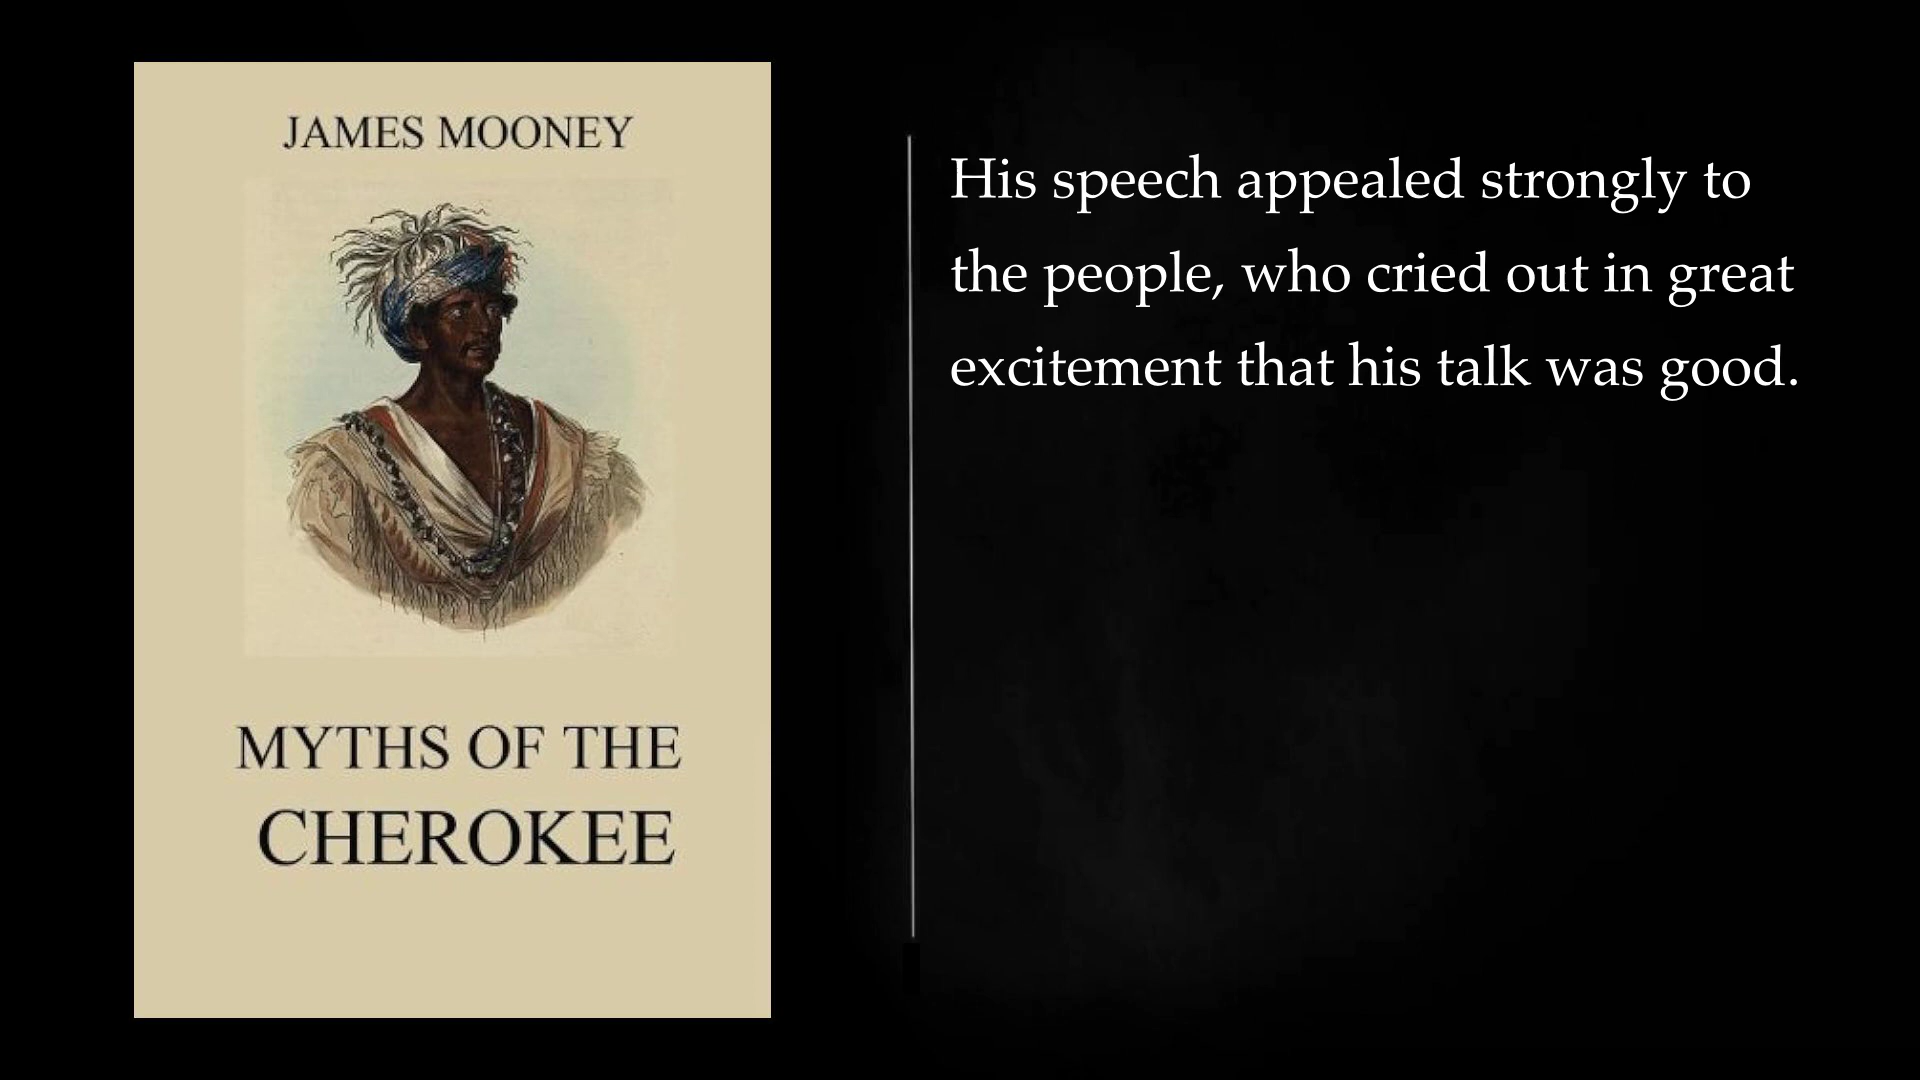 JAMES MOONEY
MYTHS OF THE
CHEROKEE
His speech appealed strongly to
the people, who cried out in great
excitement that his talk was good.